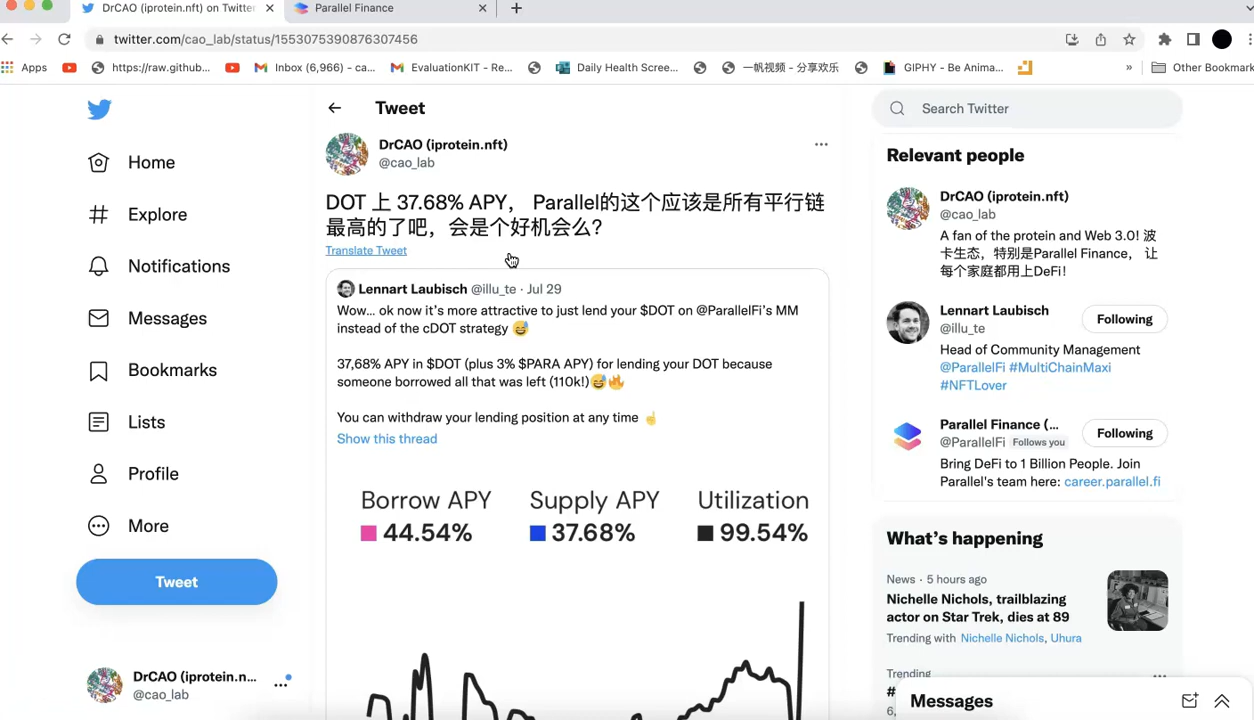 DrCAO (iprotein.nft) on Twitter
Parallel Finance
twitter.com/cao_lab/status/1553075390876307456
Apps
https://raw.github...
Inbox (6,966) – ca...
EvaluationKIT - Re...
Daily Health Scree...
一帆视频 - 分享欢乐
GIPHY - Be Anima...
»
Other Bookmark
Tweet
Search Twitter
Home
Explore
Notifications
Messages
Bookmarks
Lists
Profile
More
Tweet
DrCAO (iprotein.n...
@cao_lab
DrCAO (iprotein.nft)
@cao_lab
DOT 上 37.68% APY， Parallel的这个应该是所有平行链
最高的了吧，会是个好机会么？
Translate Tweet
Lennart Laubisch @illu_te · Jul 29
Wow... ok now it's more attractive to just lend your $DOT on @ParallelFi's MM
instead of the cDOT strategy 😅
37,68% APY in $DOT (plus 3% $PARA APY) for lending your DOT because
someone borrowed all that was left (110k!)😅🔥
You can withdraw your lending position at any time ☝
Show this thread
Borrow APY Supply APY Utilization
44.54% 37.68% 99.54%
Relevant people
DrCAO (iprotein.nft)
@cao_lab
A fan of the protein and Web 3.0! 波
卡生态，特别是Parallel Finance， 让
每个家庭都用上DeFi!
Lennart Laubisch
@illu_te
Following
Head of Community Management
@ParallelFi #MultiChainMaxi
#NFTLover
Parallel Finance (...
@ParallelFi Follows you
Following
Bring DeFi to 1 Billion People. Join
Parallel's team here: career.parallel.fi
What's happening
News · 5 hours ago
Nichelle Nichols, trailblazing
actor on Star Trek, dies at 89
Trending with Nichelle Nichols, Uhura
Trending
#
6,
Messages